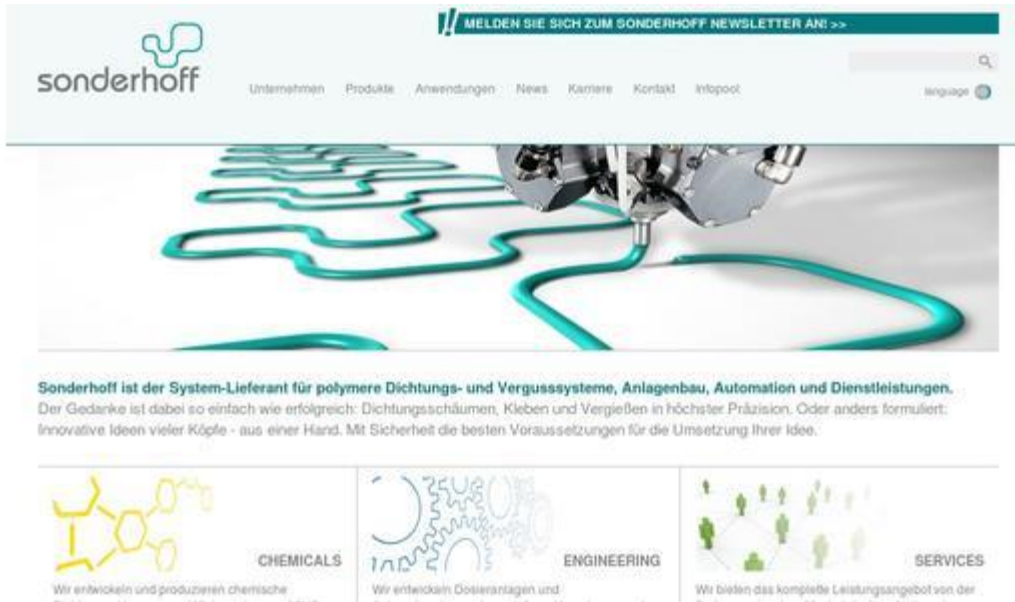 MELDEN SIE SICH ZUM SONDERHOFF NEWSLETTER AN! >>
sonderhoff
Unternehmen Produkte Anwendungen News Karriere Kontakt Infopool
language
Sonderhoff ist der System-Lieferant für polymere Dichtungs- und Vergusssysteme, Anlagenbau, Automation und Dienstleistungen.
Der Gedanke ist dabei so einfach wie erfolgreich: Dichtungsschäumen, Kleben und Vergießen in höchster Präzision. Oder anders formuliert:
Innovative Ideen vieler Köpfe - aus einer Hand. Mit Sicherheit die besten Voraussetzungen für die Umsetzung Ihrer Idee.
CHEMICALS
Wir entwickeln und produzieren chemische
ENGINEERING
Wir entwickeln Dosieranlagen und
SERVICES
Wir bieten das komplette Leistungsangebot von der